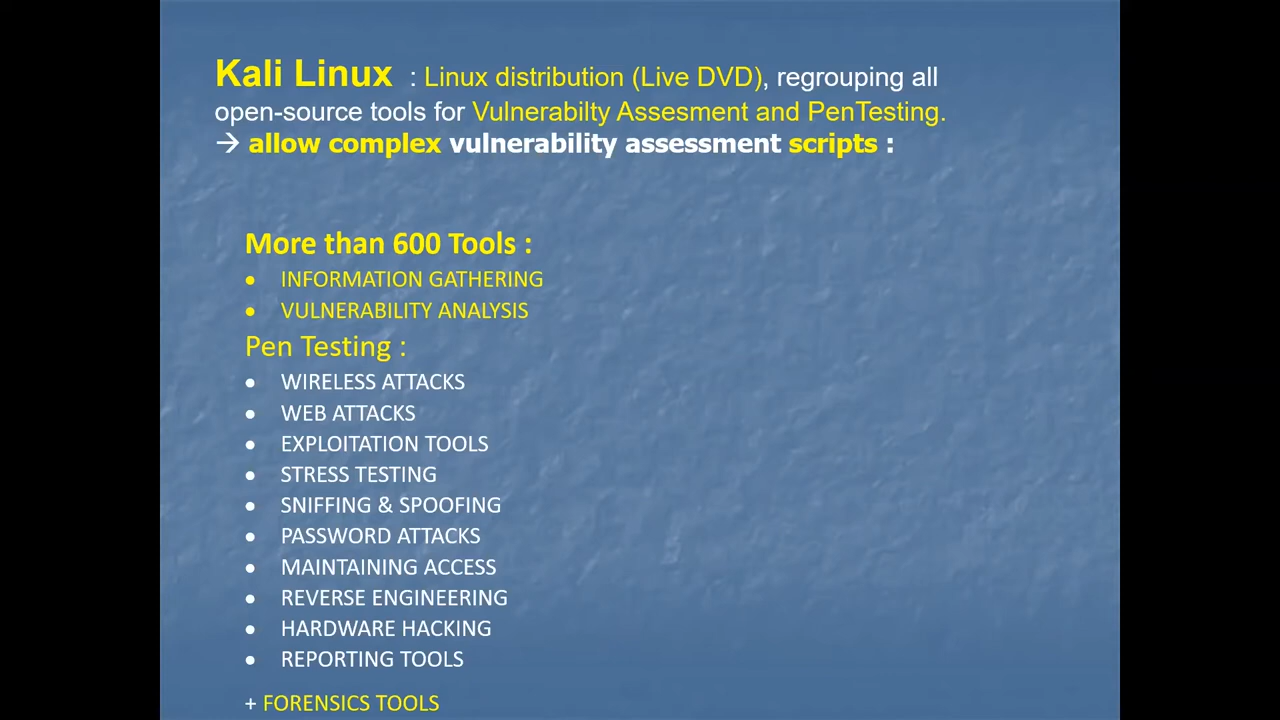 Kali Linux : Linux distribution (Live DVD), regrouping all
open-source tools for Vulnerabilty Assesment and PenTesting.
→ allow complex vulnerability assessment scripts :
More than 600 Tools :
• INFORMATION GATHERING
• VULNERABILITY ANALYSIS
Pen Testing :
• WIRELESS ATTACKS
• WEB ATTACKS
• EXPLOITATION TOOLS
• STRESS TESTING
• SNIFFING & SPOOFING
• PASSWORD ATTACKS
• MAINTAINING ACCESS
• REVERSE ENGINEERING
• HARDWARE HACKING
• REPORTING TOOLS
+ FORENSICS TOOLS